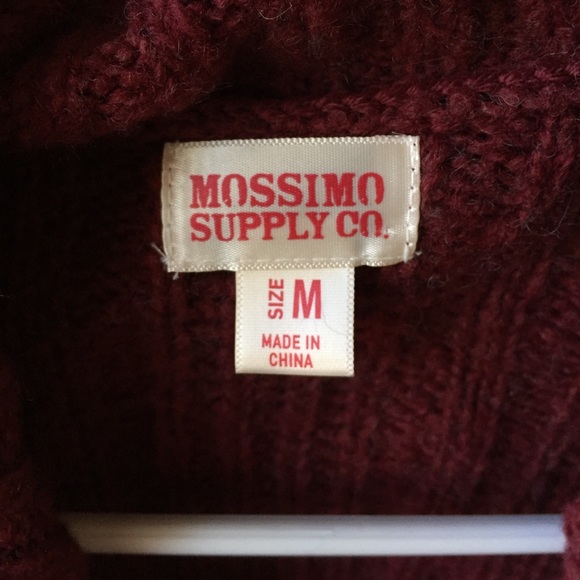 MOSSIMO
SUPPLY CO.
SIZE M
MADE IN
CHINA